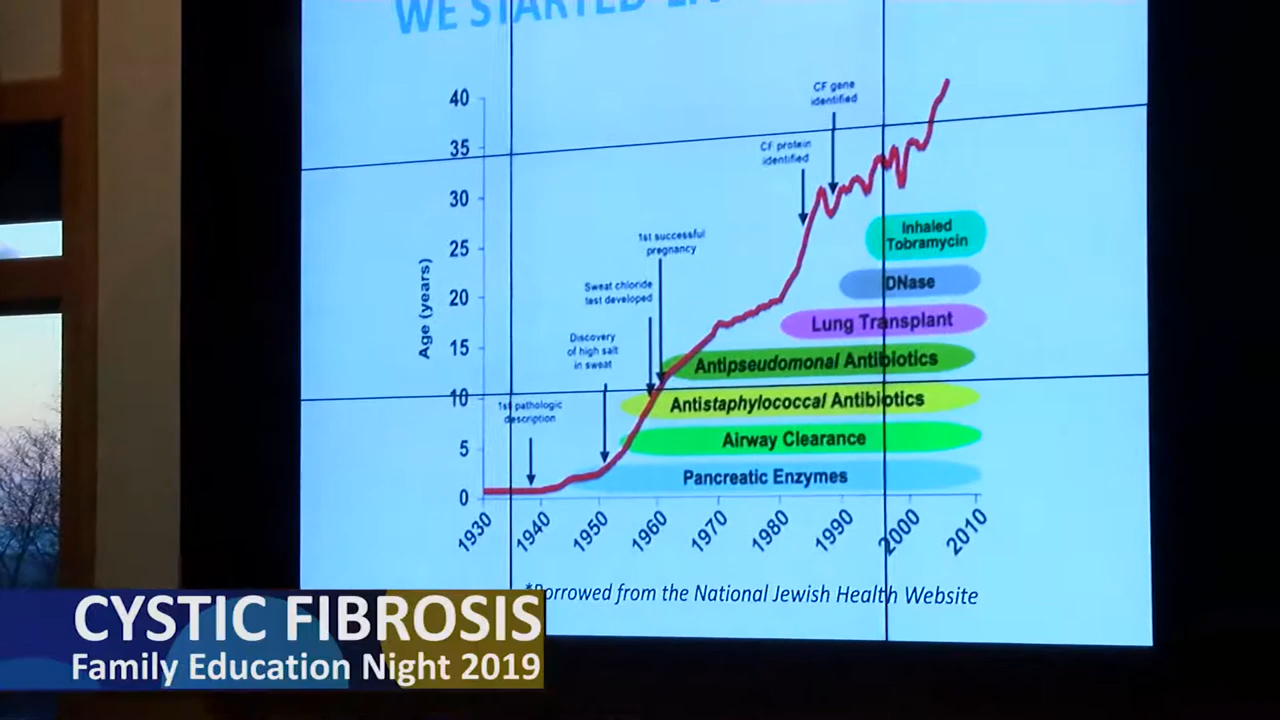 WE STARTED
CF gene
identified
40
CF protein
identified
35
30
Inhaled
Tobramycin
1st successful
pregnancy
25
DNase
Sweat chloride
test developed
20
Age (years)
Lung Transplant
Discovery
of high salt
in sweat
15
Antipseudomonal Antibiotics
10
Antistaphylococcal Antibiotics
1st pathologic
description
Airway Clearance
5
Pancreatic Enzymes
0
1930 1940 1950 1960 1970 1980 1990 2000 2010
*Borrowed from the National Jewish Health Website
CYSTIC FIBROSIS
Family Education Night 2019